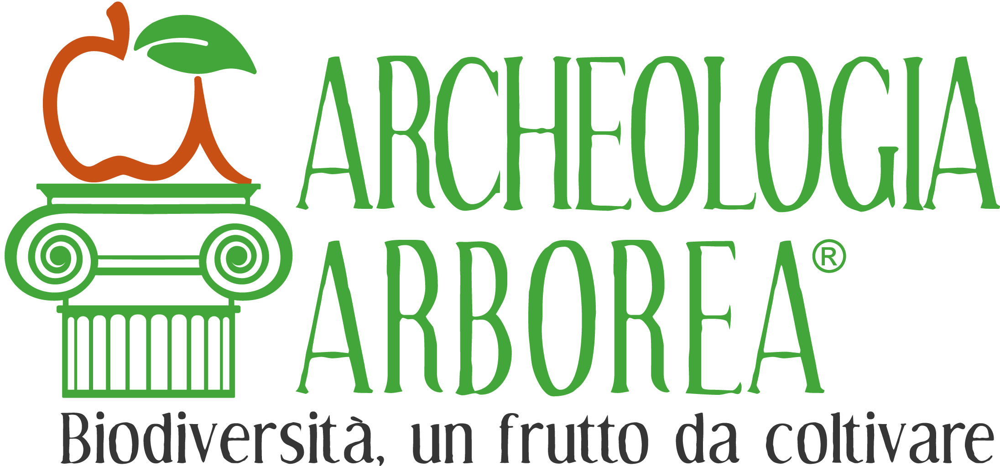 ARCHEOLOGIA
ARBOREA®
Biodiversità, un frutto da coltivare